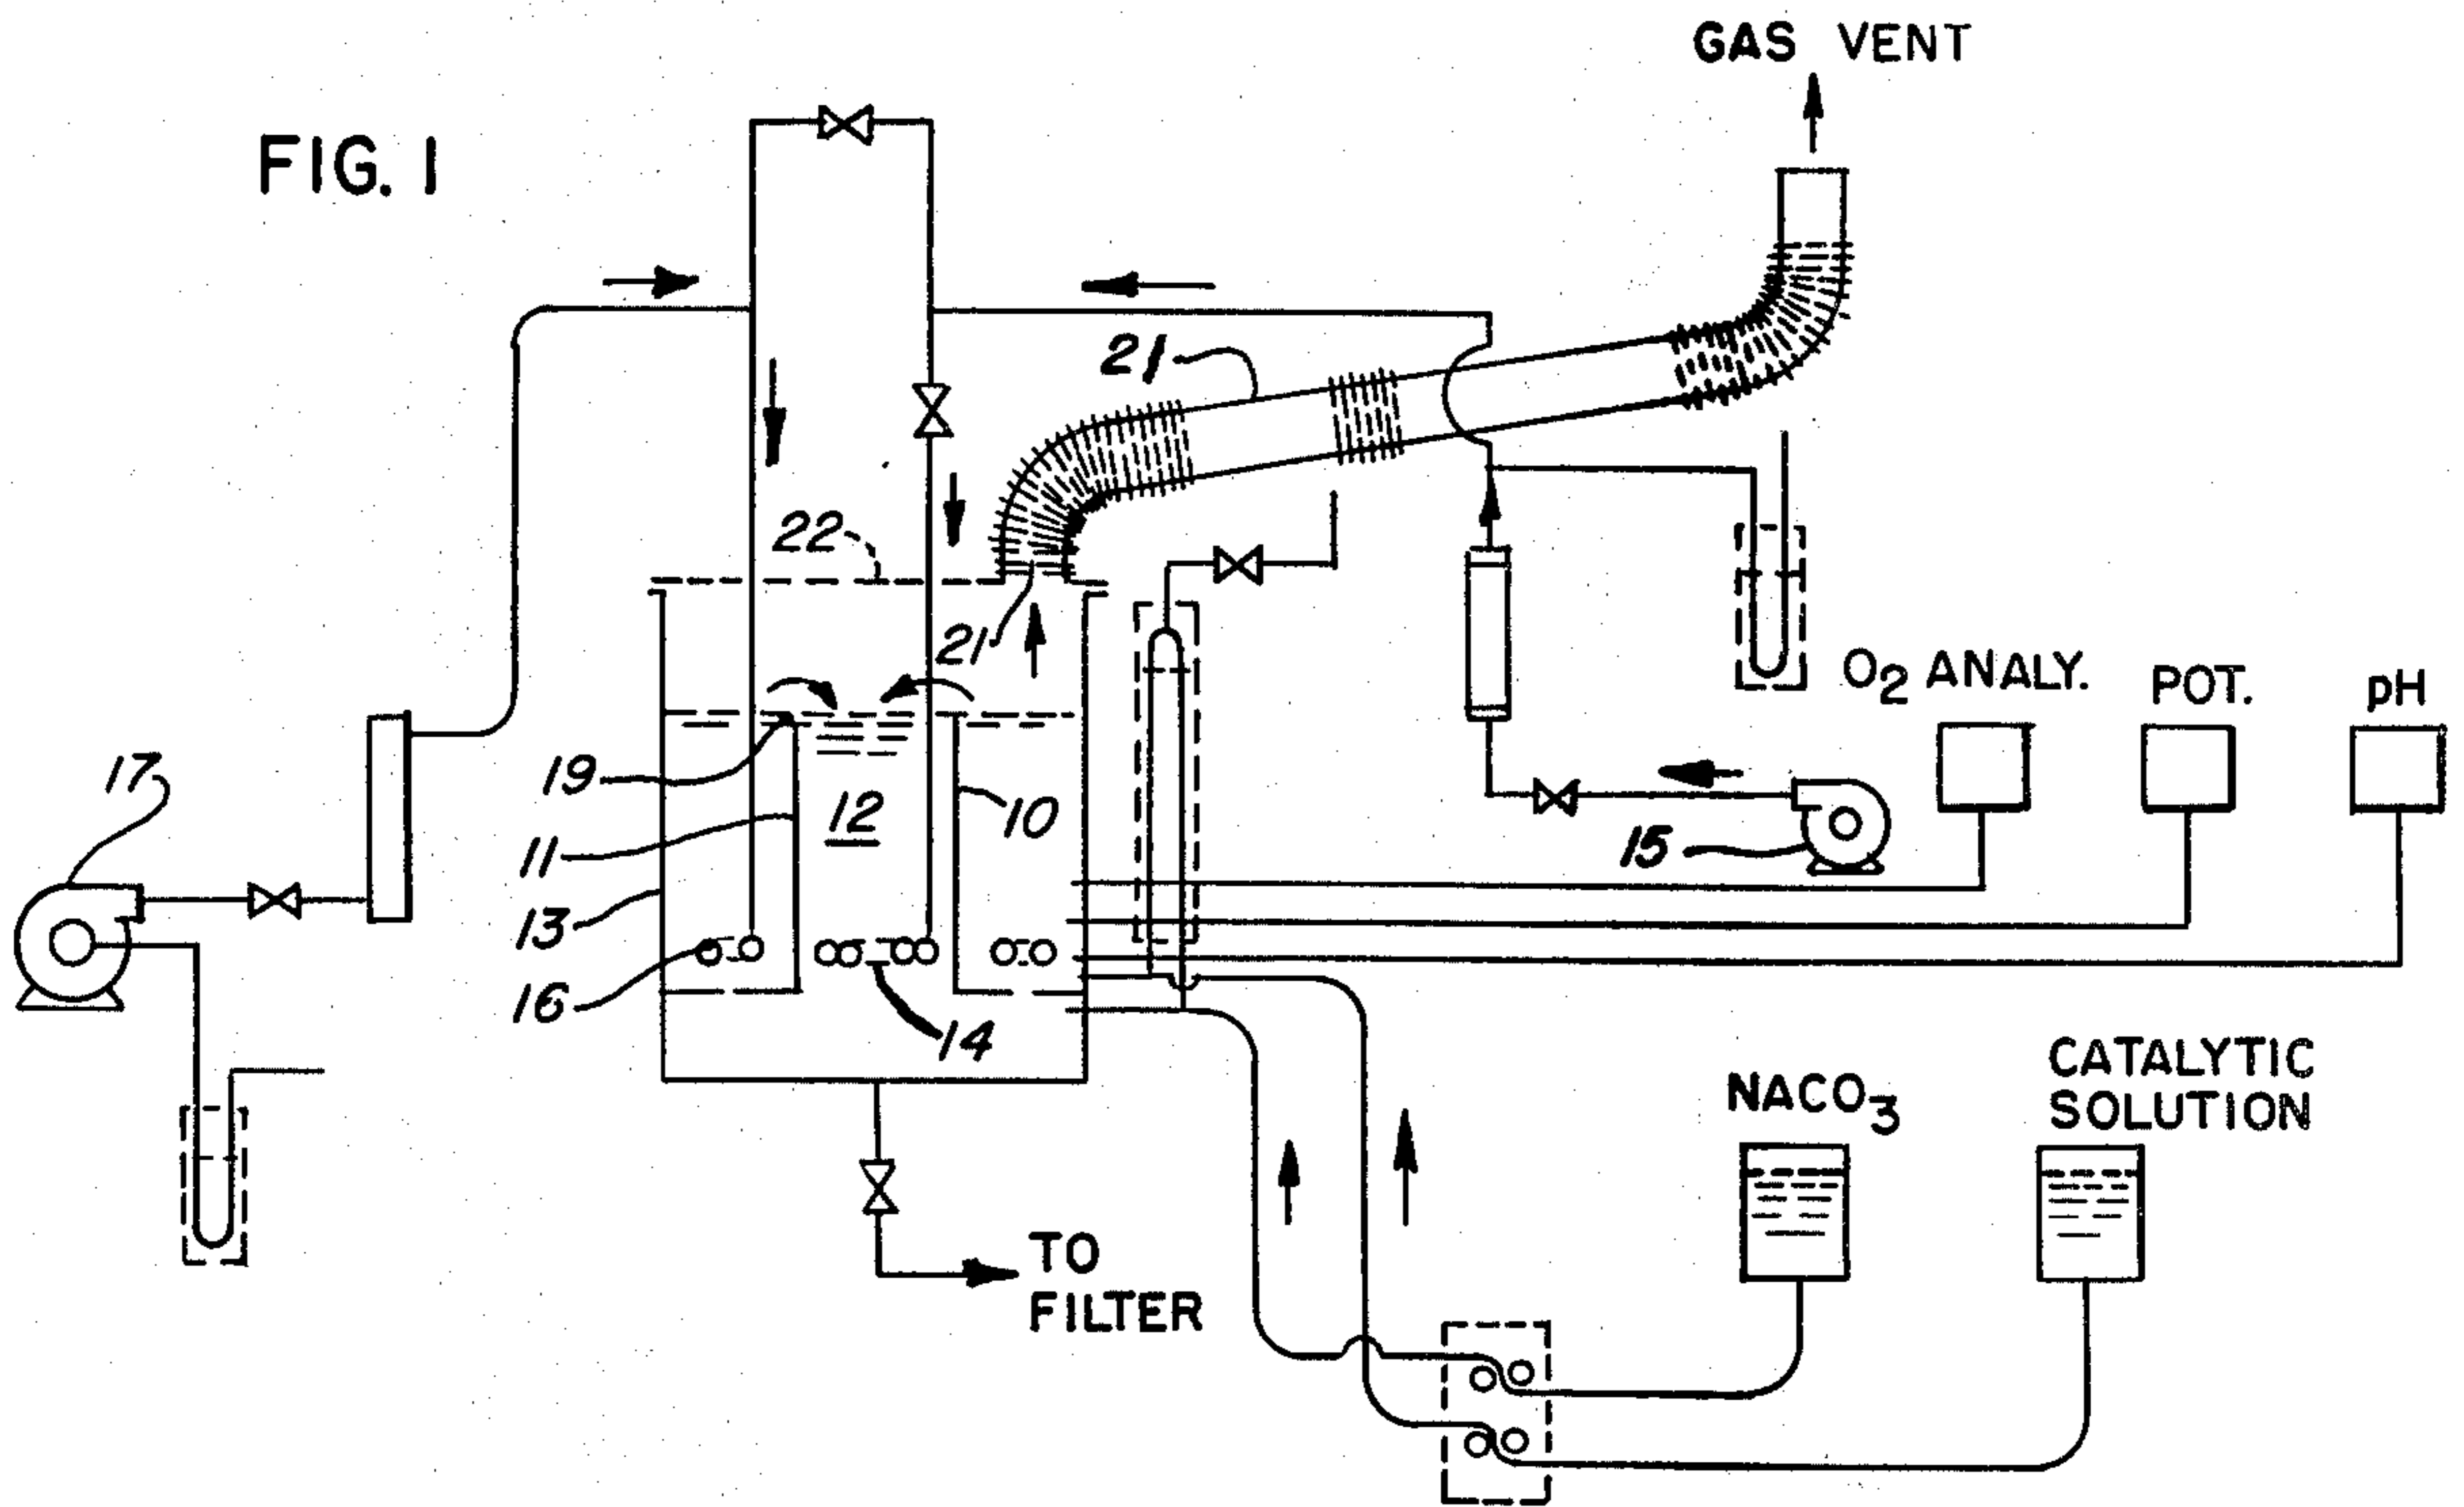 GAS VENT
FIG. 1
21
22
21
O2 ANALY.
POT.
pH
17
19
12
10
15
11
13
16
14
NACO3
CATALYTIC
SOLUTION
TO
FILTER